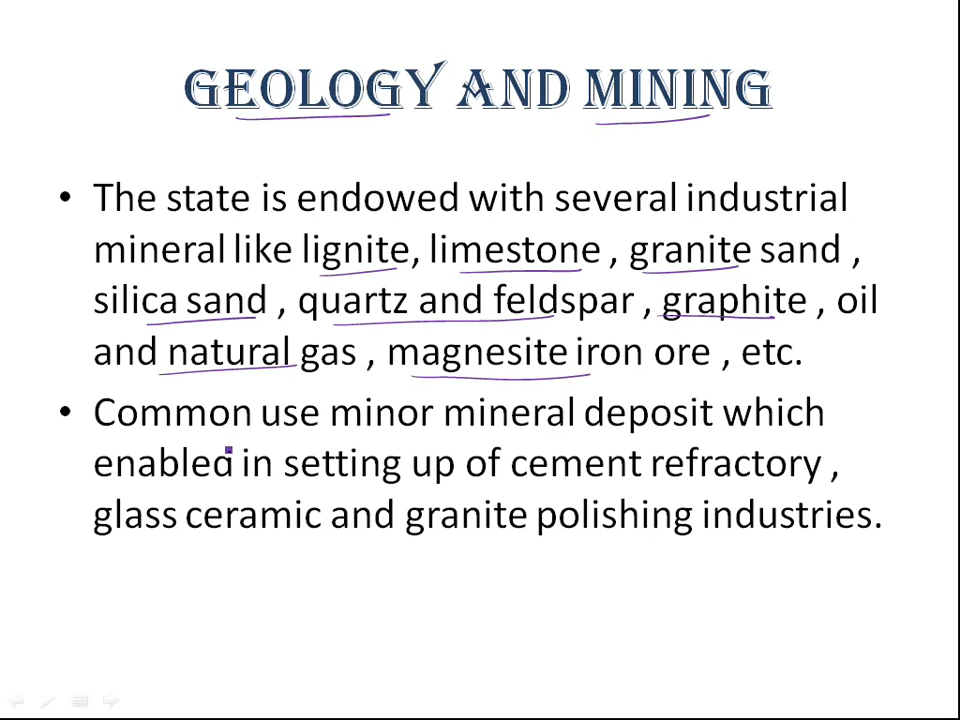 GEOLOGY AND MINING
• The state is endowed with several industrial
mineral like lignite, limestone , granite sand ,
silica sand , quartz and feldspar , graphite , oil
and natural gas , magnesite iron ore , etc.
• Common use minor mineral deposit which
enabled in setting up of cement refractory ,
glass ceramic and granite polishing industries.